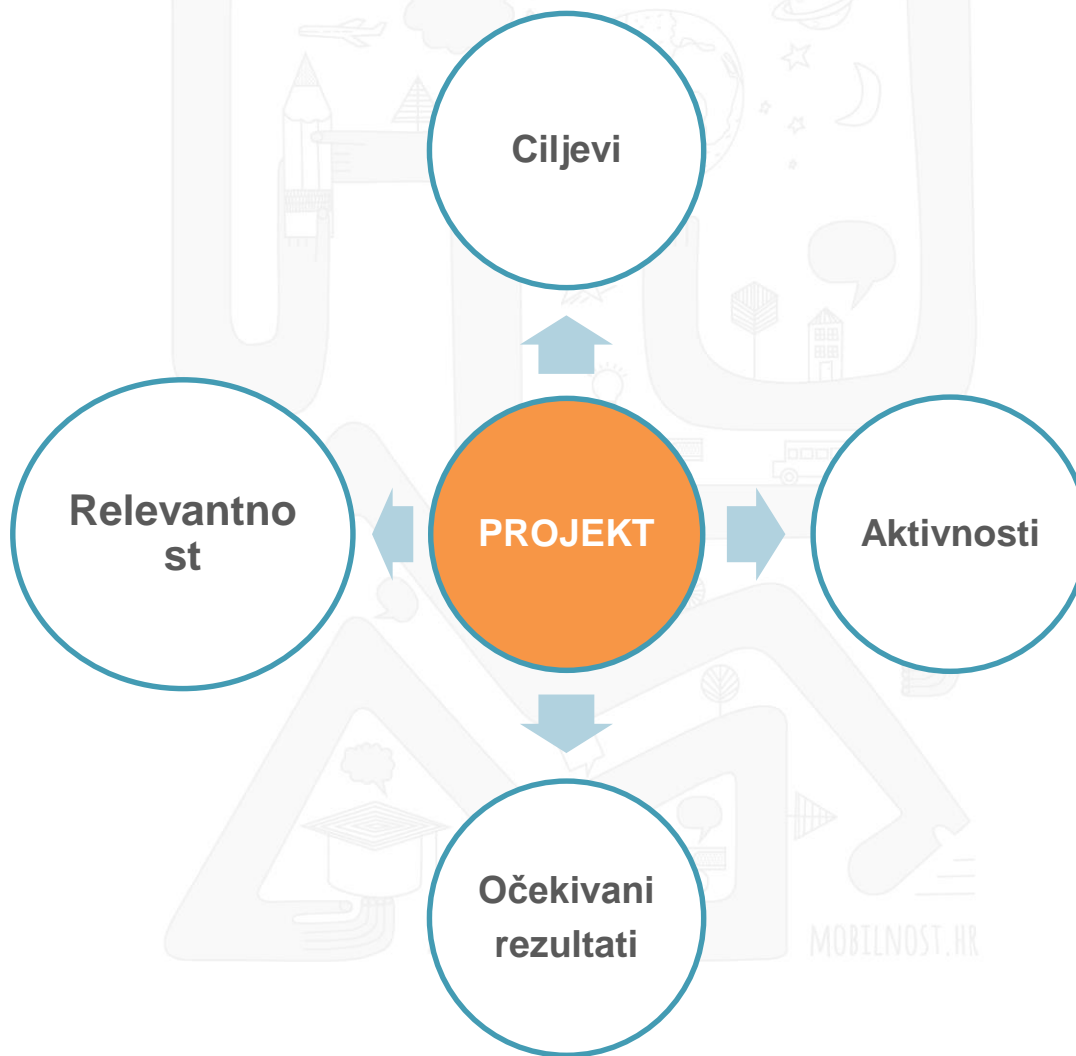 Ciljevi
Relevantno
st
PROJEKT
Aktivnosti
Očekivani
rezultati
MOBILNOST.HR